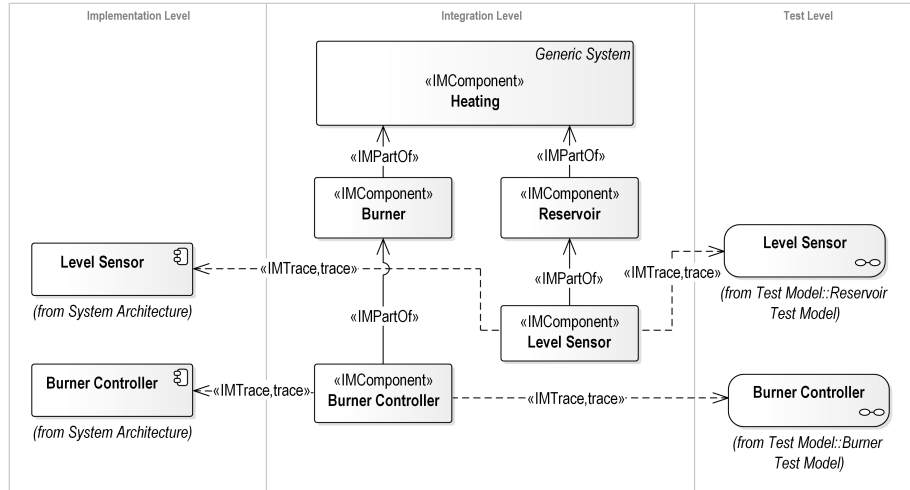 Implementation Level
Integration Level
Test Level
Generic System
«IMComponent»
Heating
«IMPartOf»
«IMPartOf»
«IMComponent»
Burner
«IMComponent»
Reservoir
Level Sensor
(from System Architecture)
«IMTrace,trace»
«IMTrace,trace»
Level Sensor
(from Test Model::Reservoir
Test Model)
«IMPartOf»
«IMPartOf»
«IMComponent»
Level Sensor
Burner Controller
(from System Architecture)
«IMTrace,trace»
«IMComponent»
Burner Controller
«IMTrace,trace»
Burner Controller
(from Test Model::Burner
Test Model)